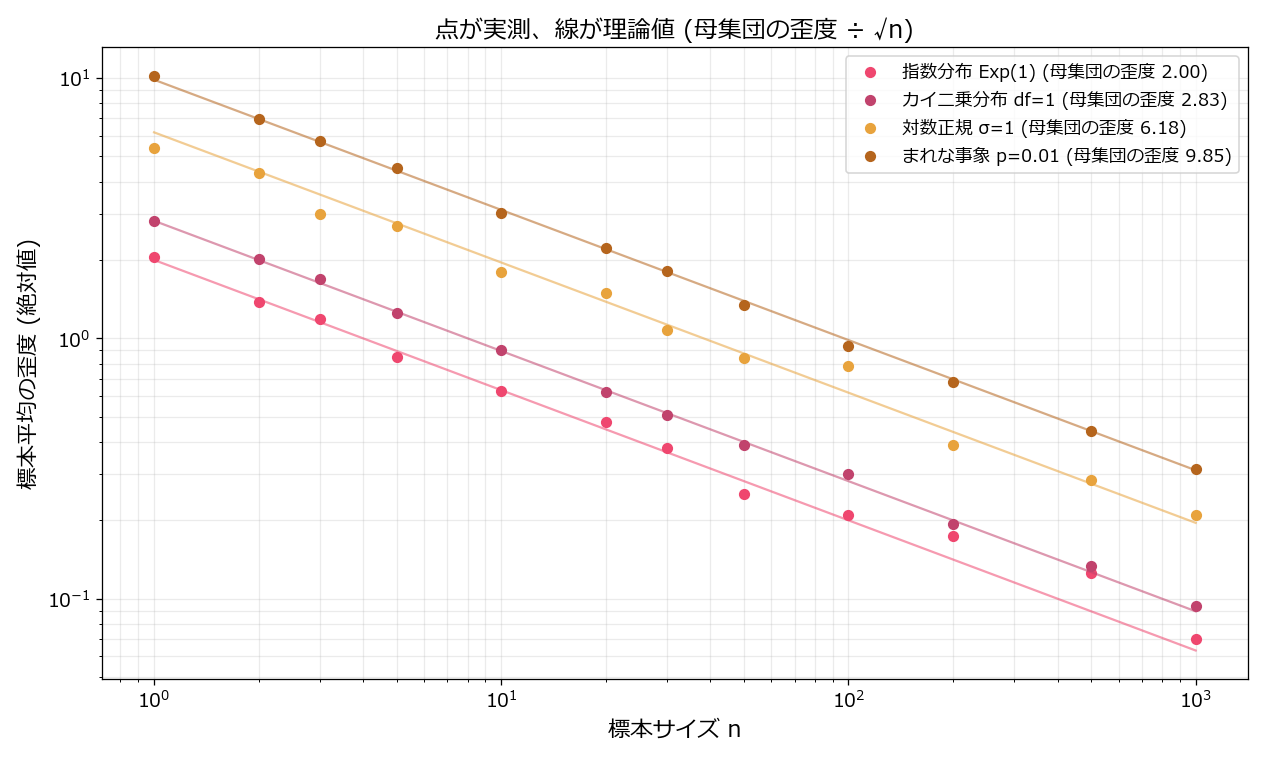 点が実測、線が理論値 (母集団の歪度 ÷ √n)
指数分布 Exp(1) (母集団の歪度 2.00)
カイ二乗分布 df=1 (母集団の歪度 2.83)
対数正規 σ=1 (母集団の歪度 6.18)
まれな事象 p=0.01 (母集団の歪度 9.85)
標本平均の歪度 (絶対値)
10¹
10⁰
10⁻¹
10⁰ 10¹ 10² 10³
標本サイズ n